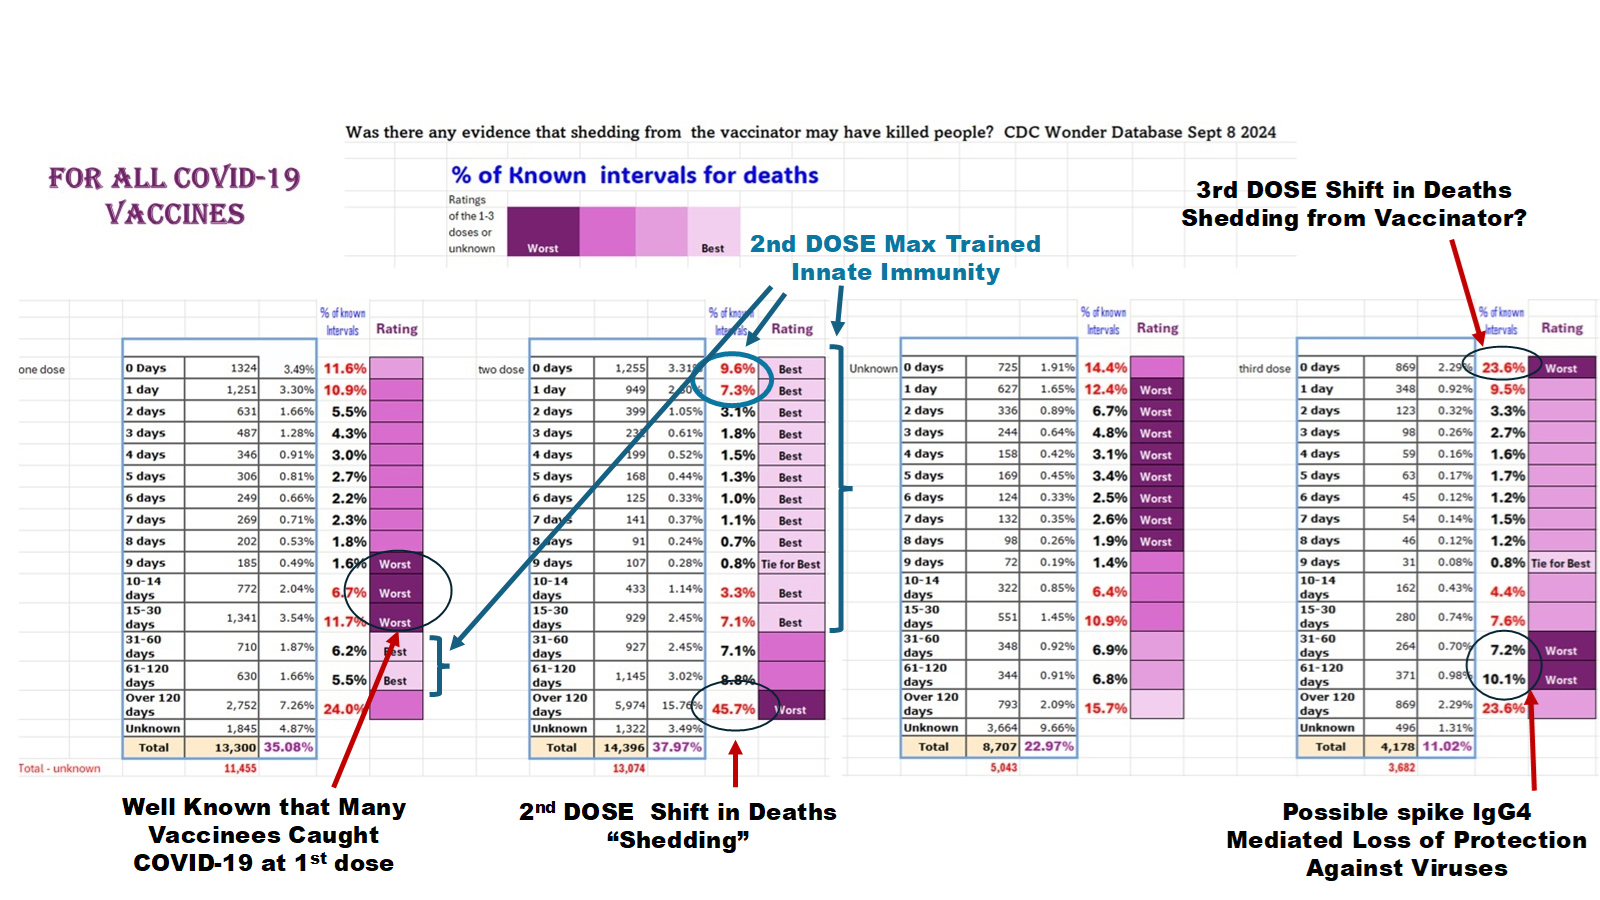 Was there any evidence that shedding from the vaccinator may have killed people? CDC Wonder Database Sept 8 2024
FOR ALL COVID-19
VACCINES
% of Known intervals for deaths
Ratings
of the 1-3
doses or
unknown
Worst
Best
2nd DOSE Max Trained
Innate Immunity
3rd DOSE Shift in Deaths
Shedding from Vaccinator?
% of known
Intervals
Rating
one dose
0 Days 1324 3.49% 11.6%
1 day 1,251 3.30% 10.9%
2 days 631 1.66% 5.5%
3 days 487 1.28% 4.3%
4 days 346 0.91% 3.0%
5 days 306 0.81% 2.7%
6 days 249 0.66% 2.2%
7 days 269 0.71% 2.3%
8 days 202 0.53% 1.8%
9 days 185 0.49% 1.6% Worst
10-14
days 772 2.04% 6.7% Worst
15-30
days 1,341 3.54% 11.7% Worst
31-60
days 710 1.87% 6.2% Best
61-120
days 630 1.66% 5.5% Best
Over 120
days 2,752 7.26% 24.0%
Unknown 1,845 4.87%
Total 13,300 35.08%
Total - unknown 11,455
% of known
Intervals
Rating
two dose
0 days 1,255 3.31% 9.6% Best
1 day 949 7.3% Best
2 days 399 1.05% 3.1% Best
3 days 0.61% 1.8% Best
4 days 199 0.52% 1.5% Best
5 days 168 0.44% 1.3% Best
6 days 125 0.33% 1.0% Best
7 days 141 0.37% 1.1% Best
8 days 91 0.24% 0.7% Best
9 days 107 0.28% 0.8% Tie for Best
10-14
days 433 1.14% 3.3% Best
15-30
days 929 2.45% 7.1% Best
31-60
days 927 2.45% 7.1%
61-120
days 1,145 3.02% 8.8%
Over 120
days 5,974 15.76% 45.7% Worst
Unknown 1,322 3.49%
Total 14,396 37.97%
13,074
% of known
Intervals
Rating
Unknown
0 days 725 1.91% 14.4%
1 day 627 1.65% 12.4% Worst
2 days 336 0.89% 6.7% Worst
3 days 244 0.64% 4.8% Worst
4 days 158 0.42% 3.1% Worst
5 days 169 0.45% 3.4% Worst
6 days 124 0.33% 2.5% Worst
7 days 132 0.35% 2.6% Worst
8 days 98 0.26% 1.9% Worst
9 days 72 0.19% 1.4%
10-14
days 322 0.85% 6.4%
15-30
days 551 1.45% 10.9%
31-60
days 348 0.92% 6.9%
61-120
days 344 0.91% 6.8%
Over 120
days 793 2.09% 15.7%
Unknown 3,664 9.66%
Total 8,707 22.97%
5,043
% of known
Intervals
Rating
third dose
0 days 869 2.29% 23.6% Worst
1 day 348 0.92% 9.5%
2 days 123 0.32% 3.3%
3 days 98 0.26% 2.7%
4 days 59 0.16% 1.6%
5 days 63 0.17% 1.7%
6 days 45 0.12% 1.2%
7 days 54 0.14% 1.5%
8 days 46 0.12% 1.2%
9 days 31 0.08% 0.8% Tie for Best
10-14
days 162 0.43% 4.4%
15-30
days 280 0.74% 7.6%
31-60
days 264 0.70% 7.2% Worst
61-120
days 371 0.98% 10.1% Worst
Over 120
days 869 2.29% 23.6%
Unknown 496 1.31%
Total 4,178 11.02%
3,682
Well Known that Many
Vaccinees Caught
COVID-19 at 1st dose
2nd DOSE Shift in Deaths
“Shedding”
Possible spike IgG4
Mediated Loss of Protection
Against Viruses